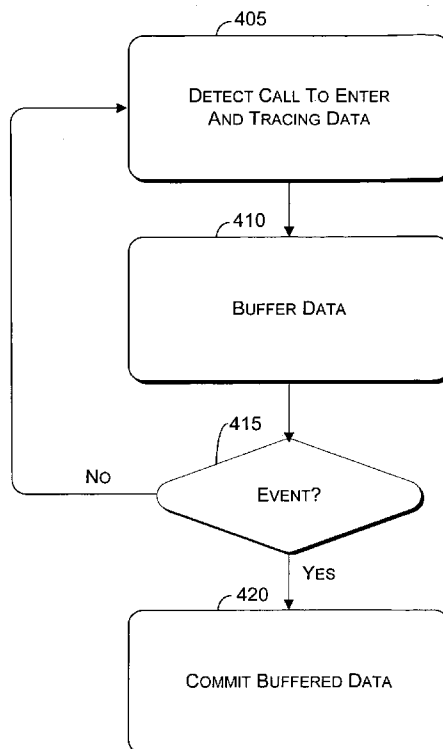 405
DETECT CALL TO ENTER
AND TRACING DATA
410
BUFFER DATA
415
EVENT?
NO
YES
420
COMMIT BUFFERED DATA